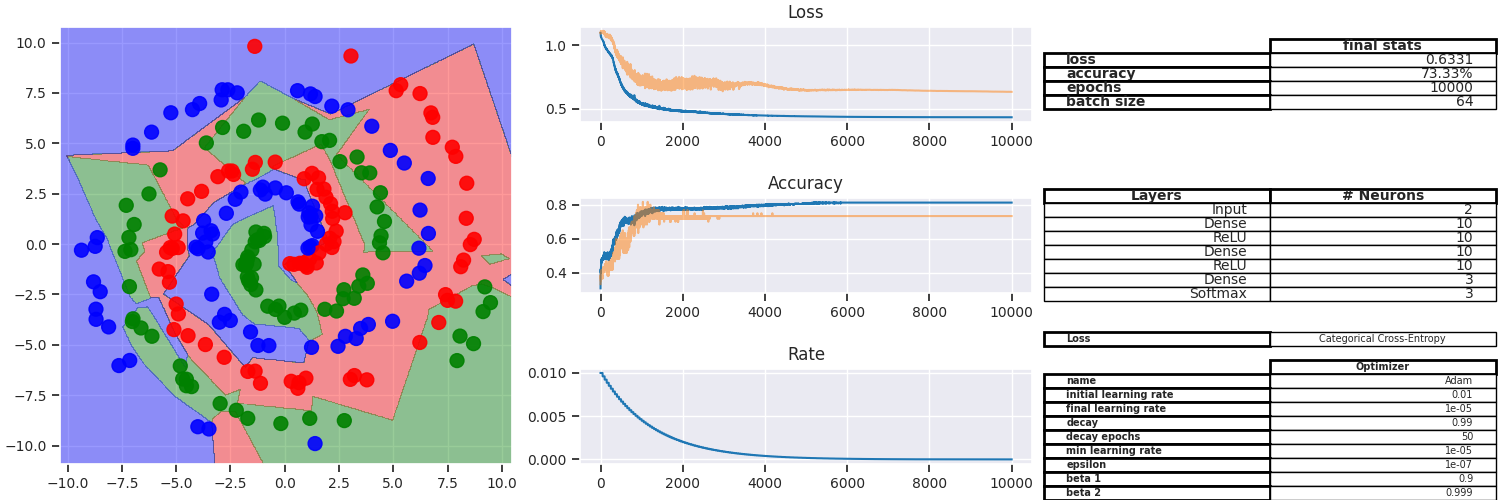 10.0
7.5
5.0
2.5
0.0
−2.5
−5.0
−7.5
−10.0
−10.0 −7.5 −5.0 −2.5 0.0 2.5 5.0 7.5 10.0
Loss
1.0
0.5
0 2000 4000 6000 8000 10000
Accuracy
0.8
0.6
0.4
0 2000 4000 6000 8000 10000
Rate
0.010
0.005
0.000
0 2000 4000 6000 8000 10000
final stats
loss 0.6331
accuracy 73.33%
epochs 10000
batch size 64
Layers # Neurons
Input 2
Dense 10
ReLU 10
Dense 10
ReLU 10
Dense 3
Softmax 3
Loss Categorical Cross-Entropy
Optimizer
name Adam
initial learning rate 0.01
final learning rate 1e-05
decay 0.99
decay epochs 50
min learning rate 1e-05
epsilon 1e-07
beta 1 0.9
beta 2 0.999